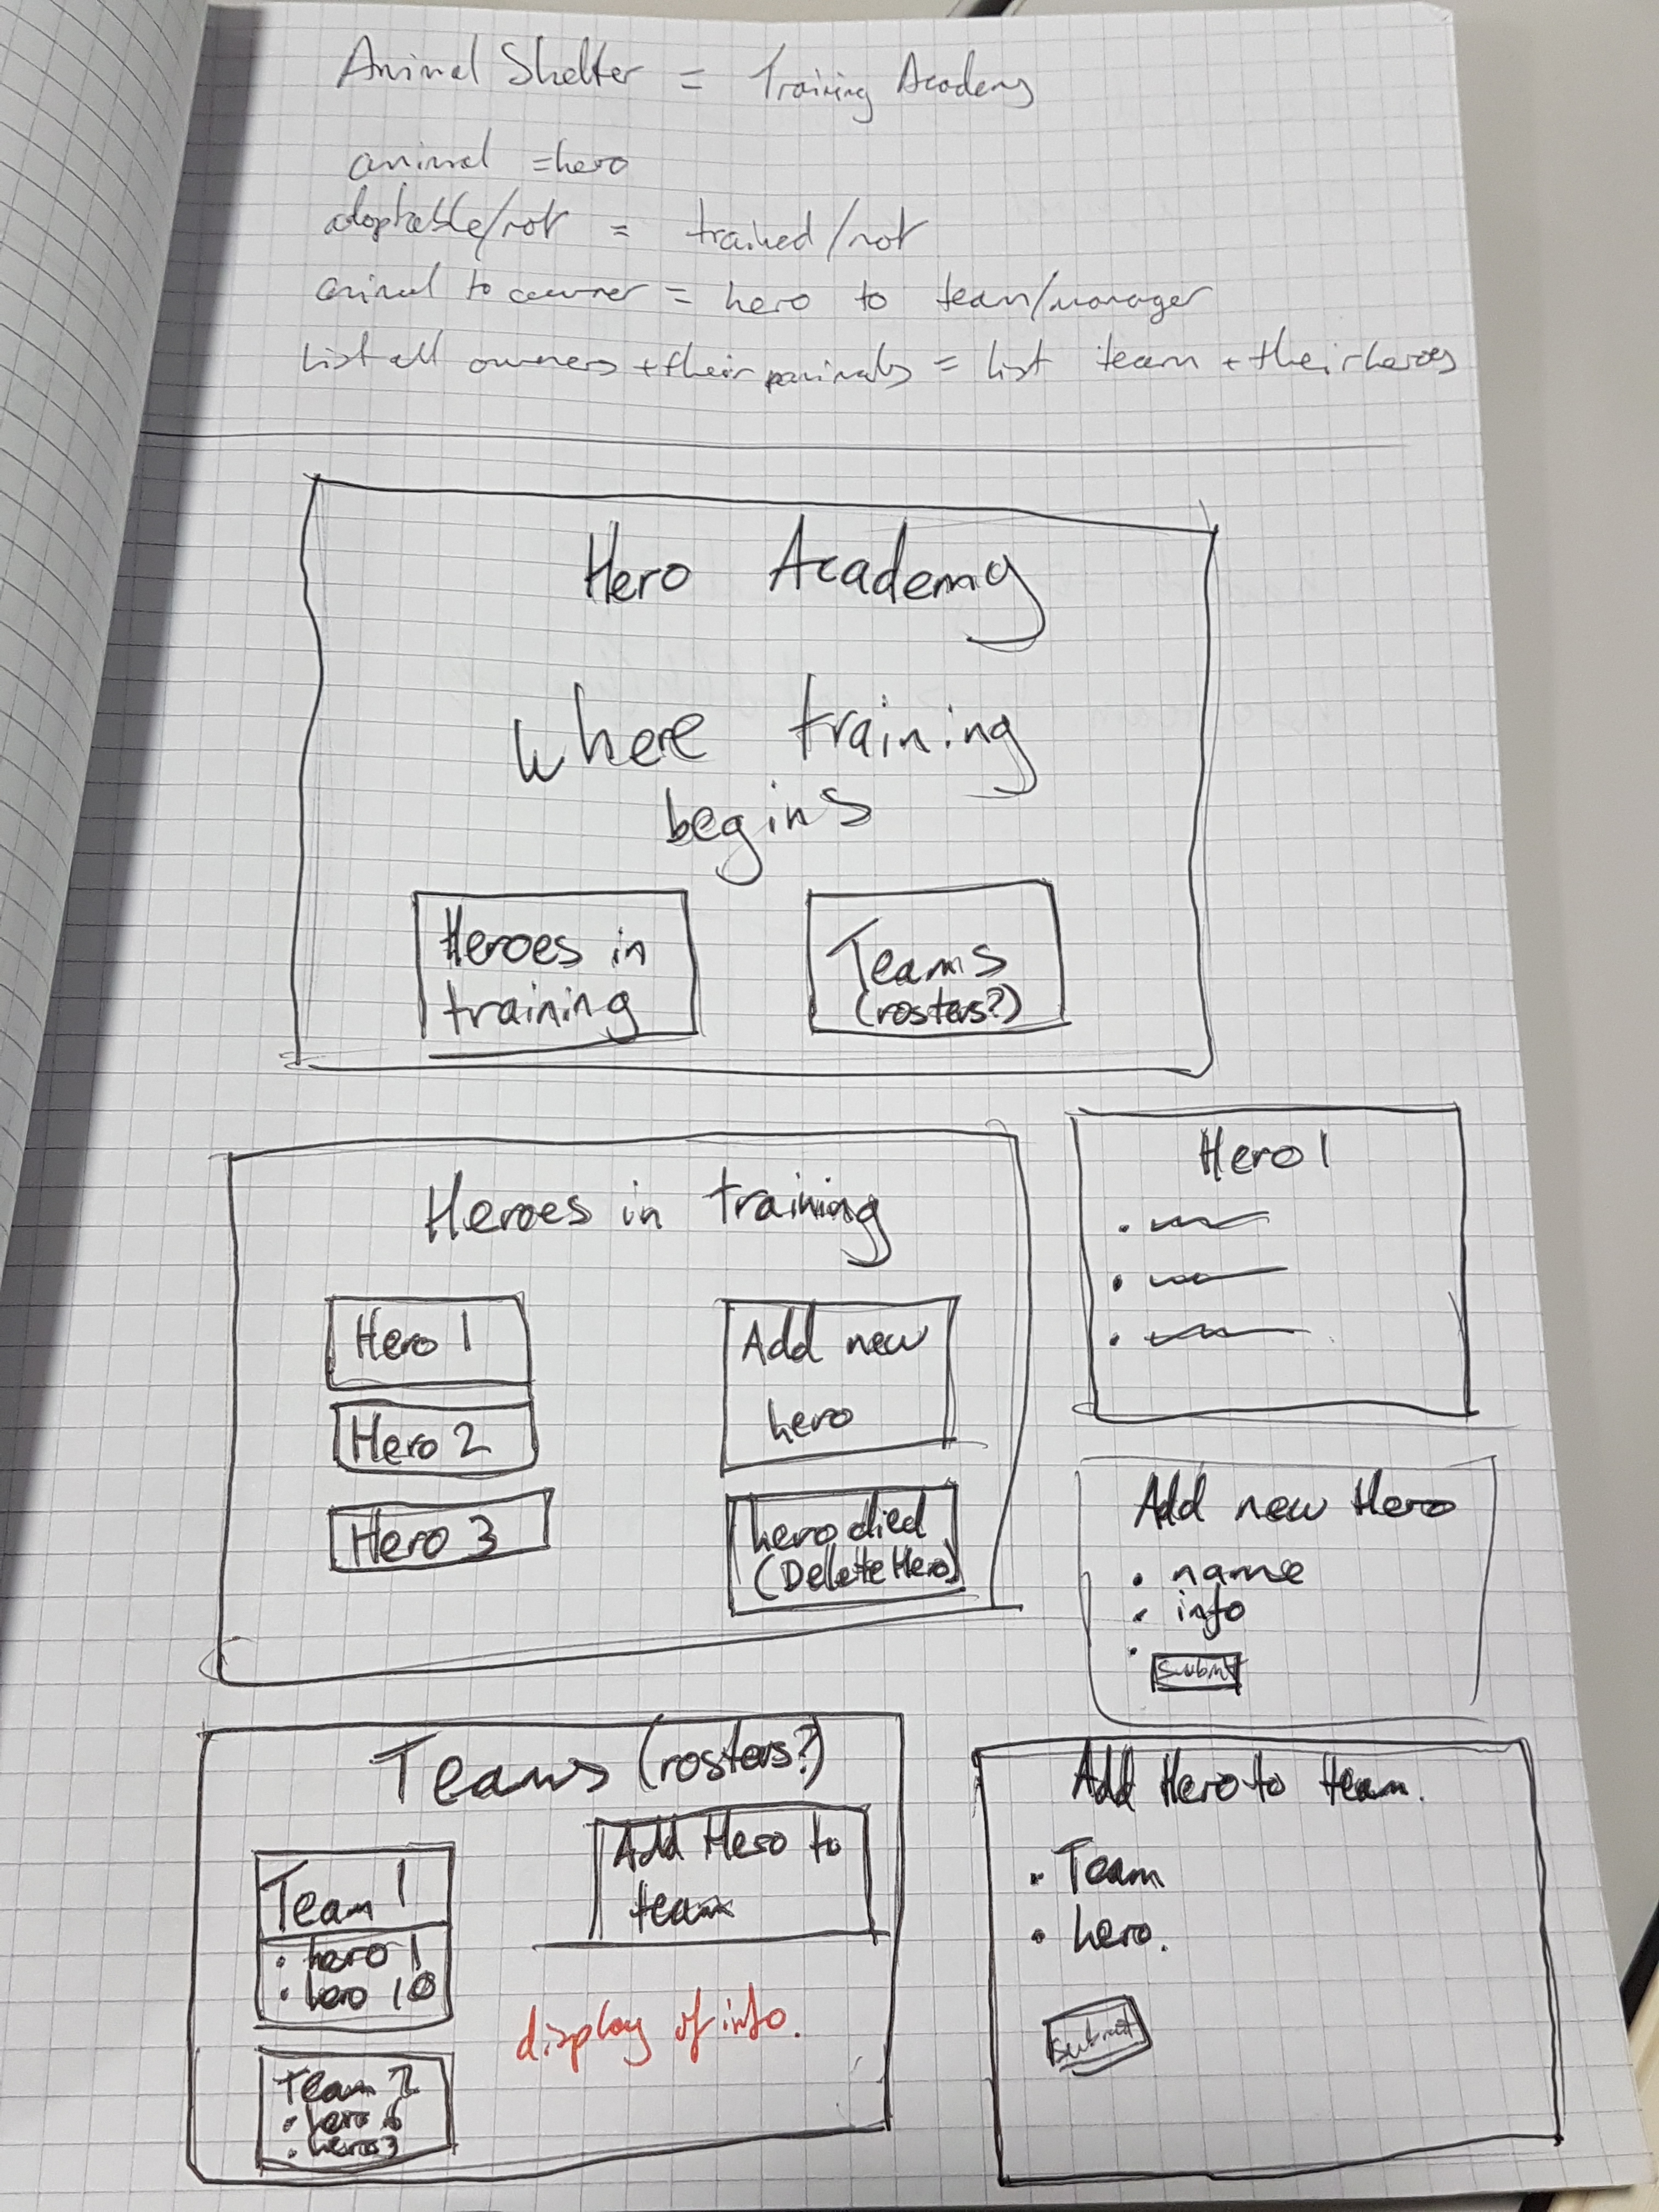 Animal Shelter = Training Academy
animal = hero
adoptable/not = trained/not
animal to owner = hero to team/manager
List all owners + their animals = list team + their heroes
Hero Academy
Where training
begins
Heroes in
training
Teams
(rosters?)
Heroes in training
Hero 1
Hero 2
Hero 3
Add new
hero
hero died
(Delete Hero)
Hero 1
Add new Hero
• name
• info
•
Submit
Teams (rosters?)
Team 1
• hero 1
• hero 10
Team 2
• hero 6
• heros 3
Add Hero to
team
display of info.
Add Hero to team.
• Team
• hero.
Submit